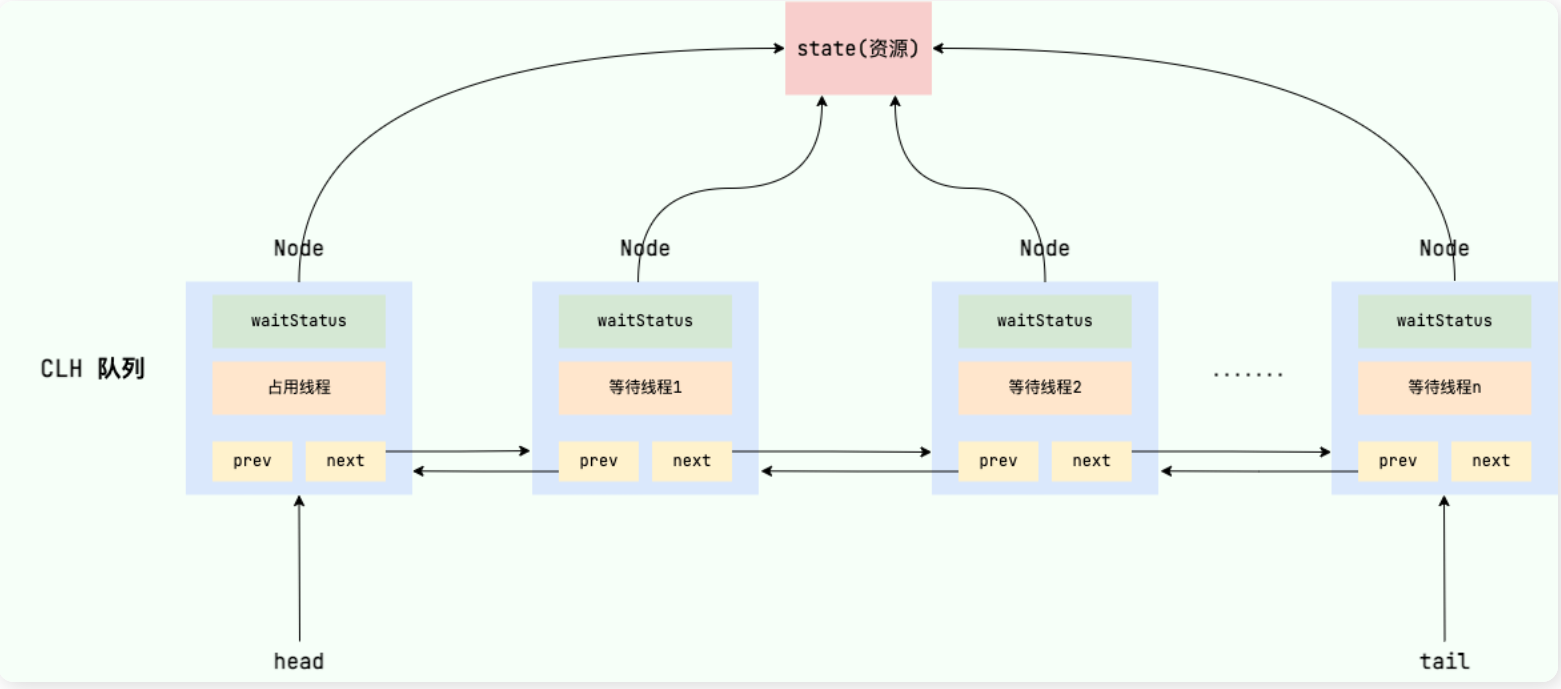 state(资源)
Node Node Node Node
waitStatus waitStatus waitStatus waitStatus
CLH 队列
占用线程 等待线程1 等待线程2 ....... 等待线程n
prev next prev next prev next prev next
head tail